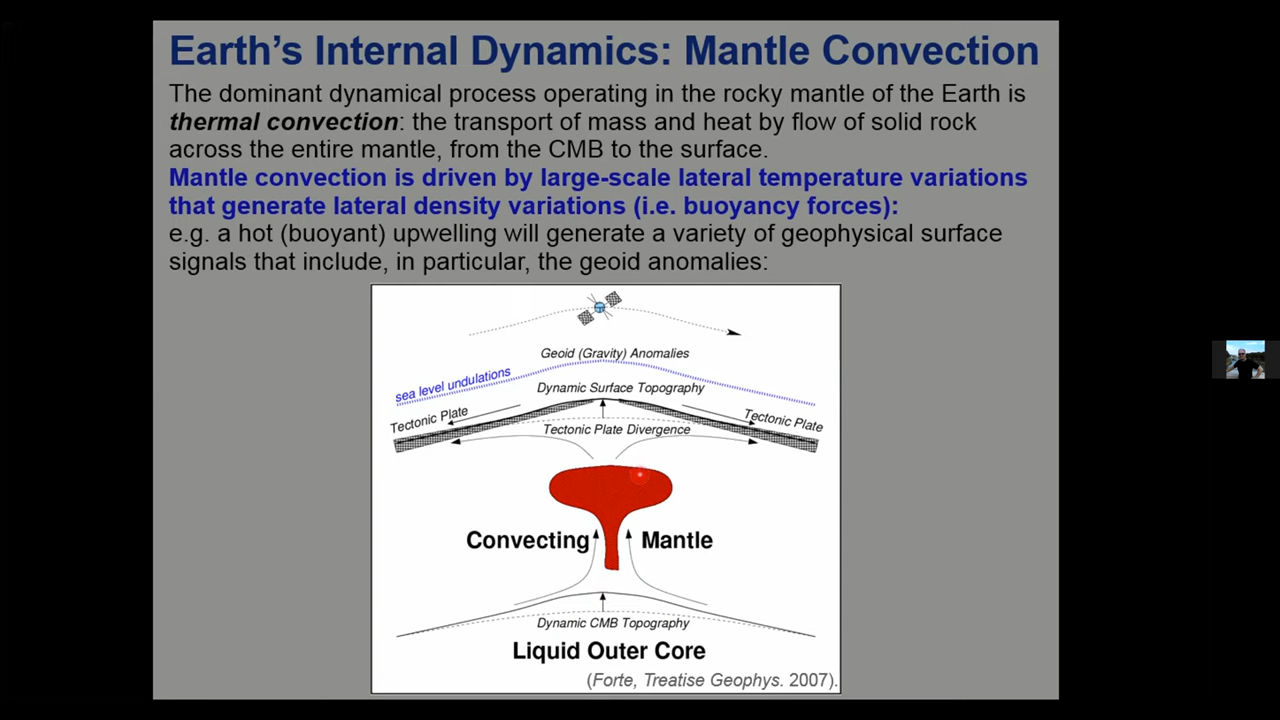 Earth's Internal Dynamics: Mantle Convection
The dominant dynamical process operating in the rocky mantle of the Earth is
thermal convection: the transport of mass and heat by flow of solid rock
across the entire mantle, from the CMB to the surface.
Mantle convection is driven by large-scale lateral temperature variations
that generate lateral density variations (i.e. buoyancy forces):
e.g. a hot (buoyant) upwelling will generate a variety of geophysical surface
signals that include, in particular, the geoid anomalies:
Geoid (Gravity) Anomalies
sea level undulations
Dynamic Surface Topography
Tectonic Plate
Tectonic Plate
Tectonic Plate Divergence
Convecting Mantle
Dynamic CMB Topography
Liquid Outer Core
(Forte, Treatise Geophys. 2007).